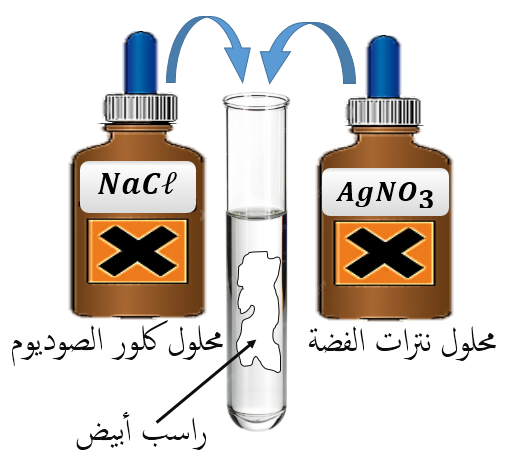 NaCℓ
AgNO₃
محلول كلور الصوديوم
محلول نترات الفضة
راسب أبيض